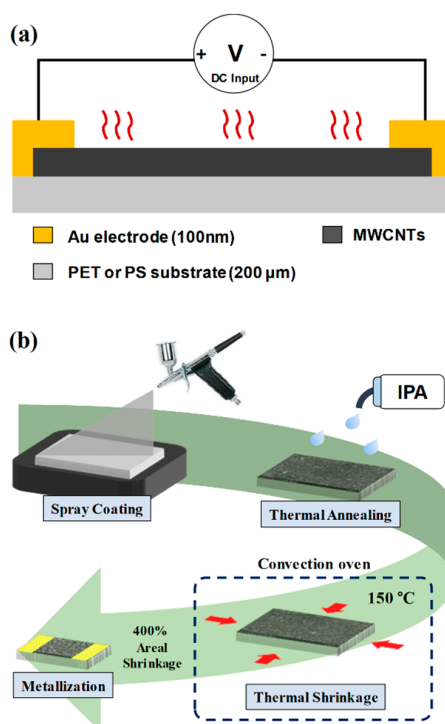 (a)
+ V -
DC Input
Au electrode (100nm)
MWCNTs
PET or PS substrate (200 μm)
(b)
IPA
Spray Coating
Thermal Annealing
Convection oven
150 °C
400%
Areal
Shrinkage
Metallization
Thermal Shrinkage